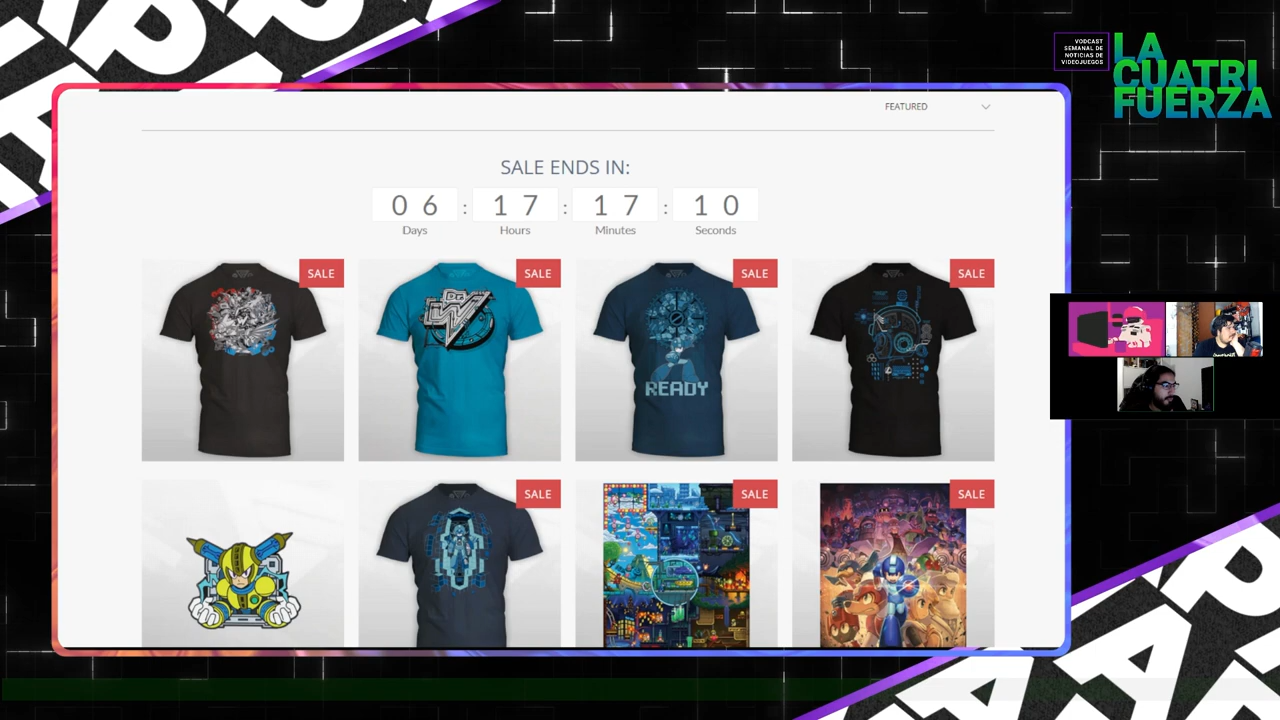 VODCAST
SEMANAL DE
NOTICIAS DE
VIDEOJUEGOS
LA
CUATRI
FUERZA
FEATURED
SALE ENDS IN:
06 : 17 : 17 : 10
Days Hours Minutes Seconds
SALE SALE SALE SALE
READY
SALE SALE SALE